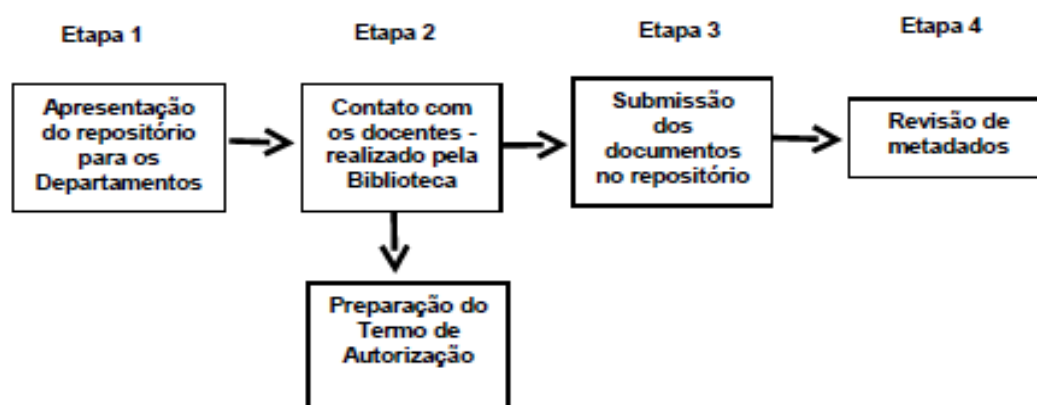 Etapa 1
Etapa 2
Etapa 3
Etapa 4
Apresentação
do repositório
para os
Departamentos
Contato com
os docentes -
realizado pela
Biblioteca
Submissão
dos
documentos
no repositório
Revisão de
metadados
Preparação do
Termo de
Autorização